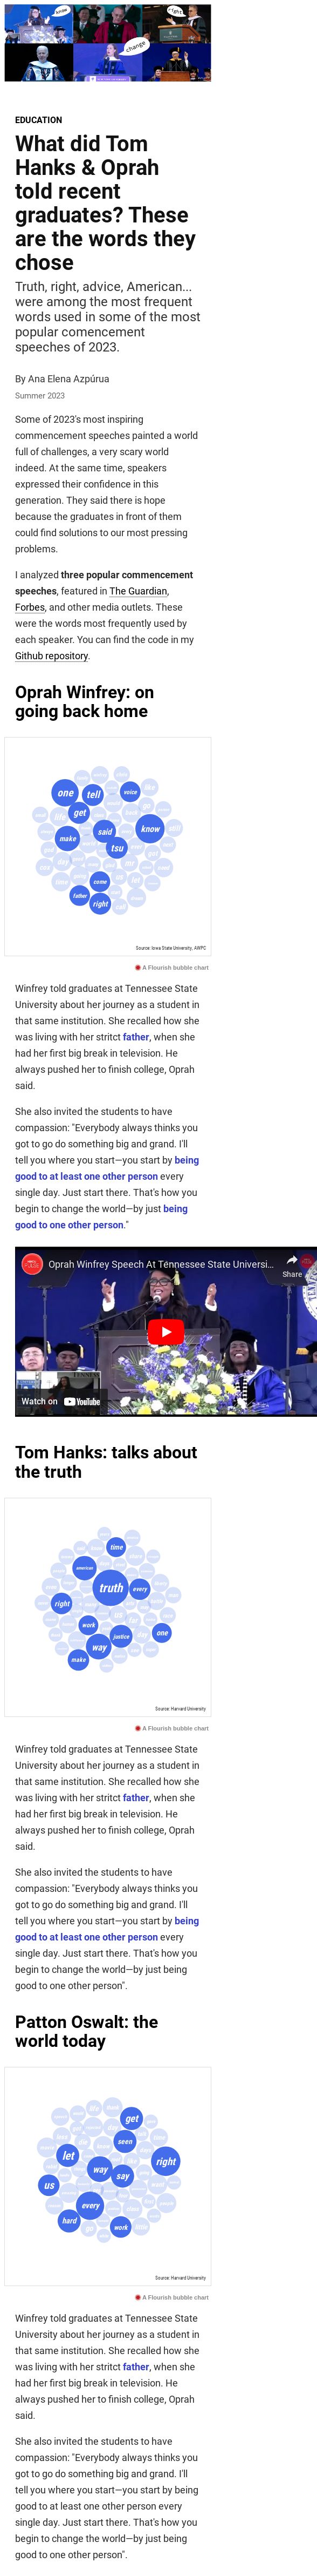 know
right
change
EDUCATION
What did Tom
Hanks & Oprah
told recent
graduates? These
are the words they
chose
Truth, right, advice, American...
were among the most frequent
words used in some of the most
popular comencement
speeches of 2023.
By Ana Elena Azpúrua
Summer 2023
Some of 2023's most inspiring
commencement speeches painted a world
full of challenges, a very scary world
indeed. At the same time, speakers
expressed their confidence in this
generation. They said there is hope
because the graduates in front of them
could find solutions to our most pressing
problems.
I analyzed three popular commencement
speeches, featured in The Guardian,
Forbes, and other media outlets. These
were the words most frequently used by
each speaker. You can find the code in my
Github repository.
Oprah Winfrey: on
going back home
one
tell
voice
get
know
said
make
tsu
come
father
right
Source: Iowa State University, AWPC
A Flourish bubble chart
Winfrey told graduates at Tennessee State
University about her journey as a student in
that same institution. She recalled how she
was living with her stritct father, when she
had her first big break in television. He
always pushed her to finish college, Oprah
said.
She also invited the students to have
compassion: "Everybody always thinks you
got to go do something big and grand. I'll
tell you where you start—you start by being
good to at least one other person every
single day. Just start there. That's how you
begin to change the world—by just being
good to one other person."
Oprah Winfrey Speech At Tennessee State Universi...
Share
Watch on YouTube
Tom Hanks: talks about
the truth
time
american
truth
every
right
work
justice
one
way
make
Source: Harvard University
A Flourish bubble chart
Winfrey told graduates at Tennessee State
University about her journey as a student in
that same institution. She recalled how she
was living with her stritct father, when she
had her first big break in television. He
always pushed her to finish college, Oprah
said.
She also invited the students to have
compassion: "Everybody always thinks you
got to go do something big and grand. I'll
tell you where you start—you start by being
good to at least one other person every
single day. Just start there. That's how you
begin to change the world—by just being
good to one other person".
Patton Oswalt: the
world today
get
seen
let
way
right
say
us
every
hard
work
Source: Harvard University
A Flourish bubble chart
Winfrey told graduates at Tennessee State
University about her journey as a student in
that same institution. She recalled how she
was living with her stritct father, when she
had her first big break in television. He
always pushed her to finish college, Oprah
said.
She also invited the students to have
compassion: "Everybody always thinks you
got to go do something big and grand. I'll
tell you where you start—you start by being
good to at least one other person every
single day. Just start there. That's how you
begin to change the world—by just being
good to one other person".